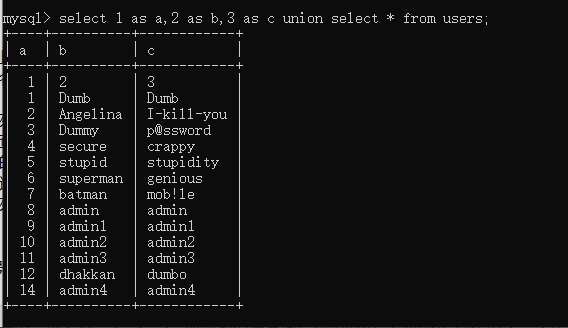 mysql> select 1 as a,2 as b,3 as c union select * from users;
+----+----------+------------+
| a | b | c |
+----+----------+------------+
| 1 | 2 | 3 |
| 1 | Dumb | Dumb |
| 2 | Angelina | I-kill-you |
| 3 | Dummy | p@ssword |
| 4 | secure | crappy |
| 5 | stupid | stupidity |
| 6 | superman | genious |
| 7 | batman | mob!le |
| 8 | admin | admin |
| 9 | admin1 | admin1 |
| 10 | admin2 | admin2 |
| 11 | admin3 | admin3 |
| 12 | dhakkan | dumbo |
| 14 | admin4 | admin4 |
+----+----------+------------+